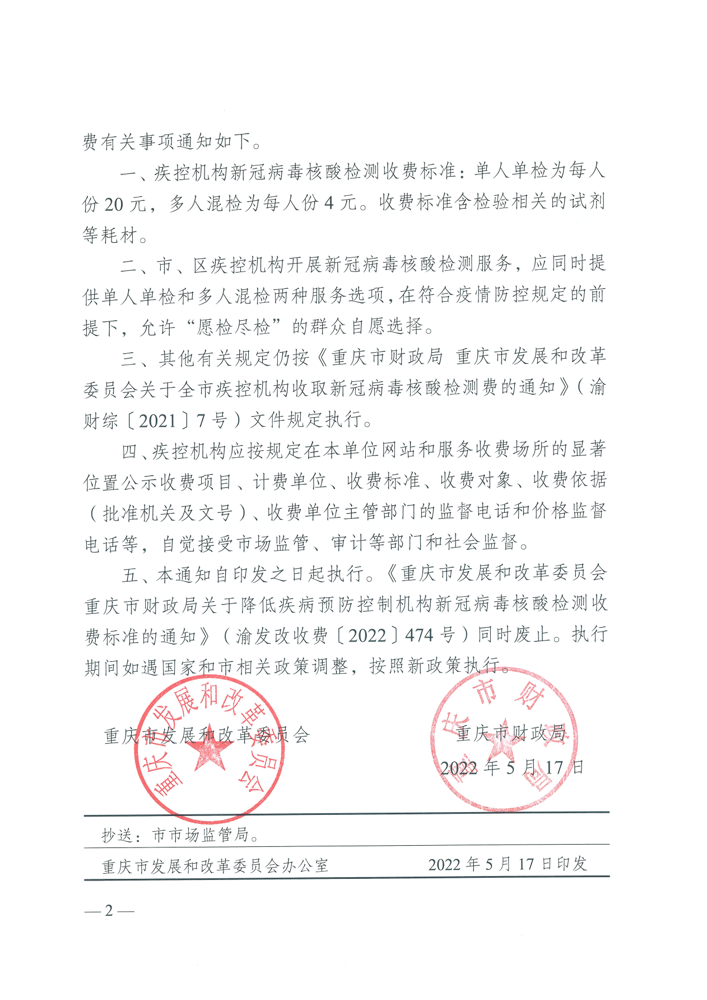 费有关事项通知如下。
一、疾控机构新冠病毒核酸检测收费标准：单人单检为每人
份 20 元，多人混检为每人份 4 元。收费标准含检验相关的试剂
等耗材。
二、市、区疾控机构开展新冠病毒核酸检测服务，应同时提
供单人单检和多人混检两种服务选项，在符合疫情防控规定的前
提下，允许“愿检尽检”的群众自愿选择。
三、其他有关规定仍按《重庆市财政局 重庆市发展和改革
委员会关于全市疾控机构收取新冠病毒核酸检测费的通知》（渝
财综〔2021〕7 号）文件规定执行。
四、疾控机构应按规定在本单位网站和服务收费场所的显著
位置公示收费项目、计费单位、收费标准、收费对象、收费依据
（批准机关及文号）、收费单位主管部门的监督电话和价格监督
电话等，自觉接受市场监管、审计等部门和社会监督。
五、本通知自印发之日起执行。《重庆市发展和改革委员会
重庆市财政局关于降低疾病预防控制机构新冠病毒核酸检测收
费标准的通知》（渝发改收费〔2022〕474 号）同时废止。执行
期间如遇国家和市相关政策调整，按照新政策执行。
重庆市发展和改革委员会
重庆市财政局
重庆市发展和改革委员会 重庆市财政局
2022 年 5 月 17 日
抄送：市市场监管局。
重庆市发展和改革委员会办公室 2022 年 5 月 17 日印发
— 2 —